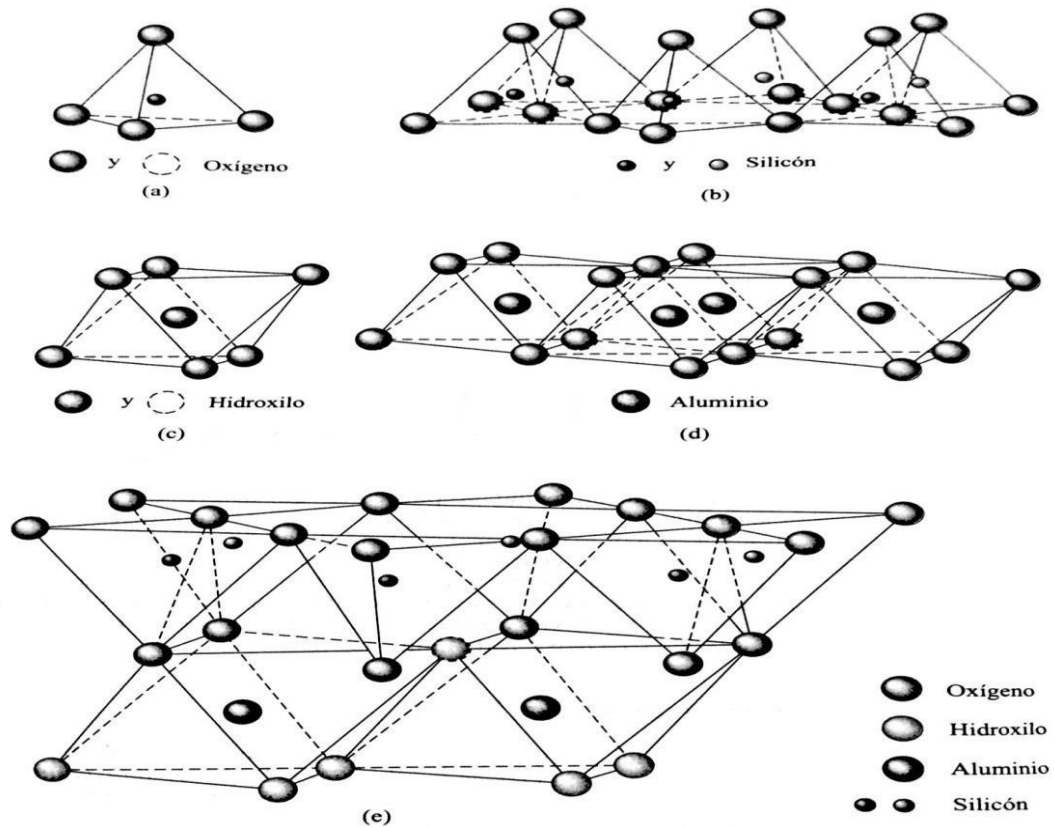 y Oxígeno
(a)
y Silicón
(b)
y Hidroxilo
(c)
Aluminio
(d)
Oxígeno
Hidroxilo
Aluminio
Silicón
(e)